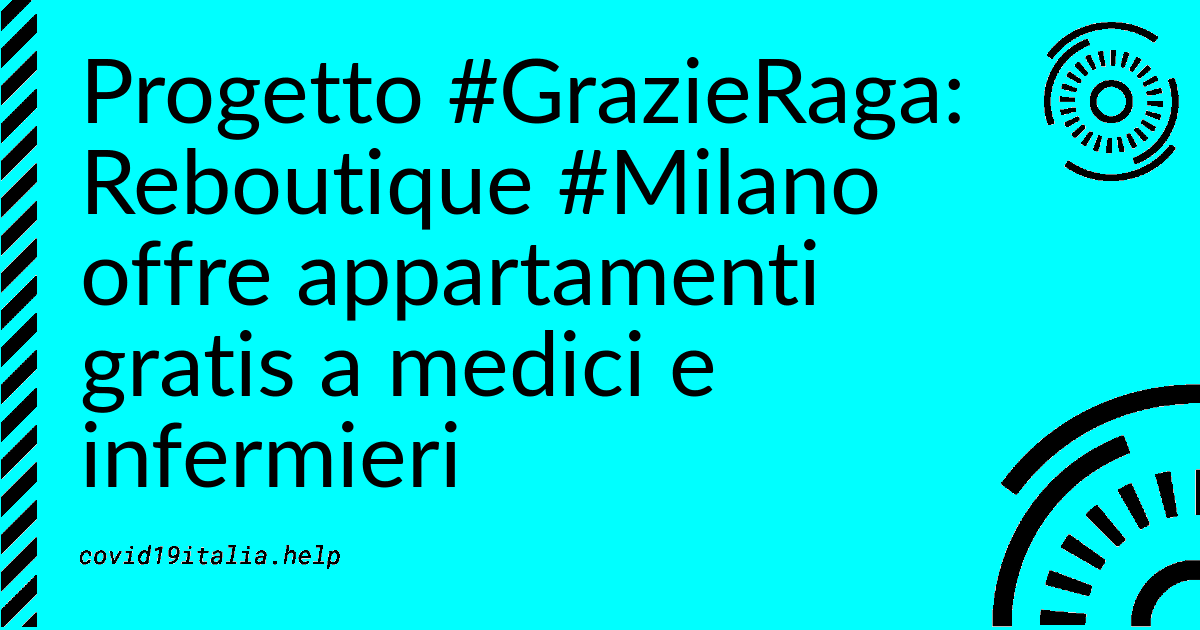 Progetto #GrazieRaga:
Reboutique #Milano
offre appartamenti
gratis a medici e
infermieri
covid19italia.help